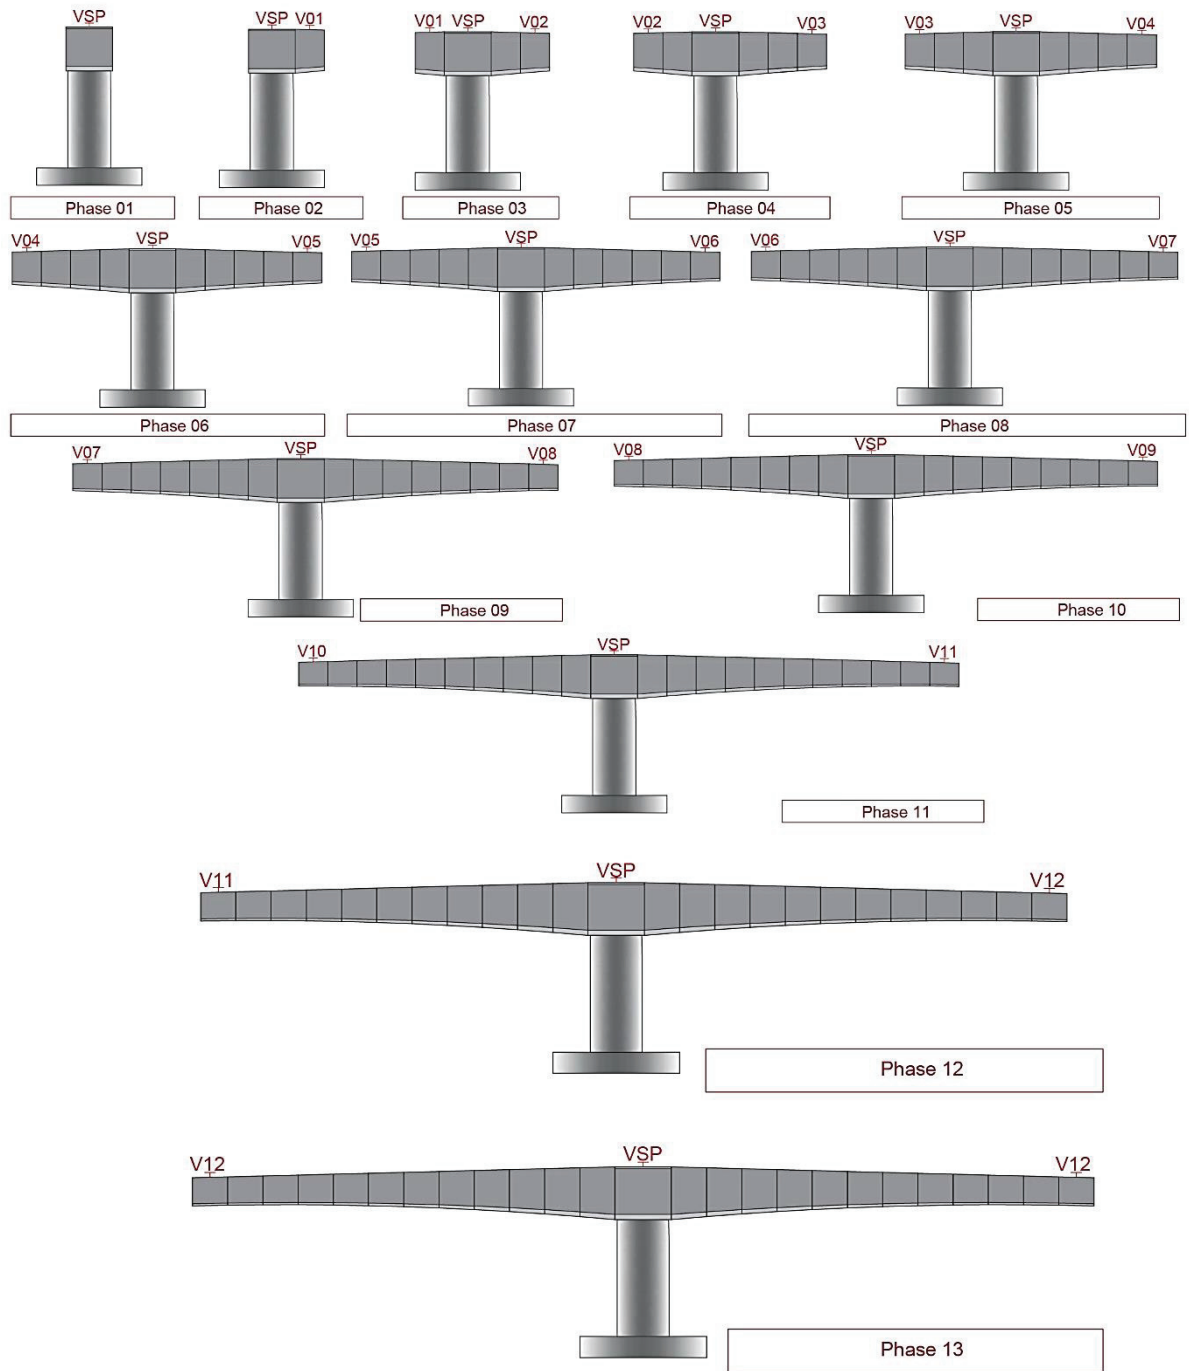 VSP
VSP V01
V01 VSP V02
V02 VSP V03
V03 VSP V04
Phase 01
Phase 02
Phase 03
Phase 04
Phase 05
V04 VSP V05
V05 VSP V06
V06 VSP V07
Phase 06
Phase 07
Phase 08
V07 VSP V08
V08 VSP V09
Phase 09
Phase 10
V10 VSP V11
Phase 11
V11 VSP V12
Phase 12
V12 VSP V12
Phase 13